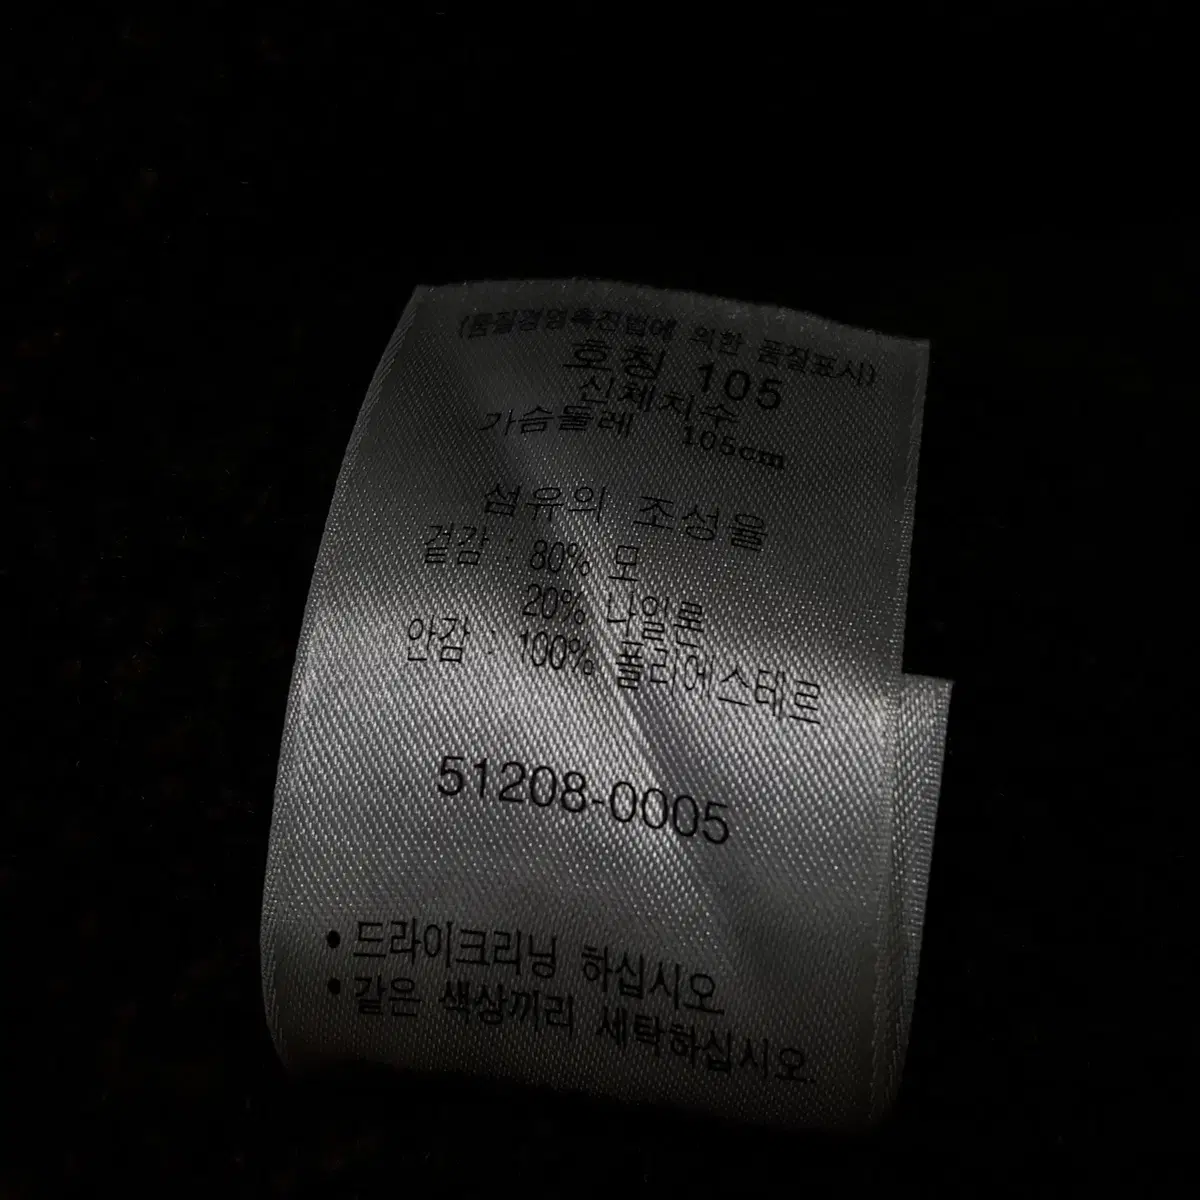 (품질경영촉진법에 의한 품질표시)
호칭 105
신체치수
가슴둘레 105cm
섬유의 조성율
겉감 : 80% 모
20% 나일론
안감 : 100% 폴리에스테르
51208-0005
• 드라이크리닝 하십시오.
• 같은 색상끼리 세탁하십시오.